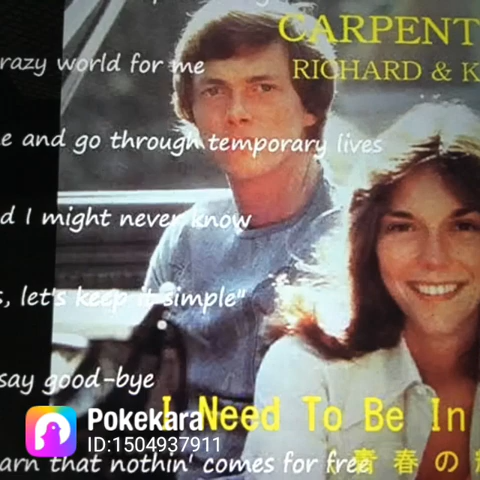 CARPENT
RICHARD & K
razy world for me
e and go through temporary lives
d I might never know
s, let's keep it simple"
say good-bye
I Need To Be In
Pokekara
ID:1504937911
arn that nothin' comes for free
青春の